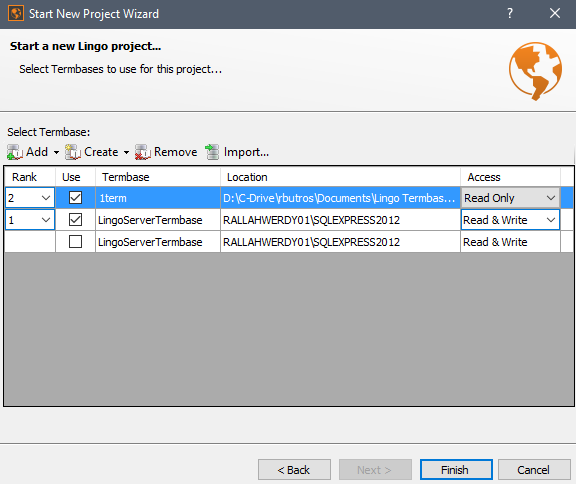 Start New Project Wizard
?
Start a new Lingo project...
Select Termbases to use for this project...
Select Termbase:
Add Create Remove Import...
Rank Use Termbase Location Access
2 1term D:\C-Drive\rbutros\Documents\Lingo Termbas... Read Only
1 LingoServerTermbase RALLAHWERDY01\SQLEXPRESS2012 Read & Write
LingoServerTermbase RALLAHWERDY01\SQLEXPRESS2012 Read & Write
< Back Next > Finish Cancel